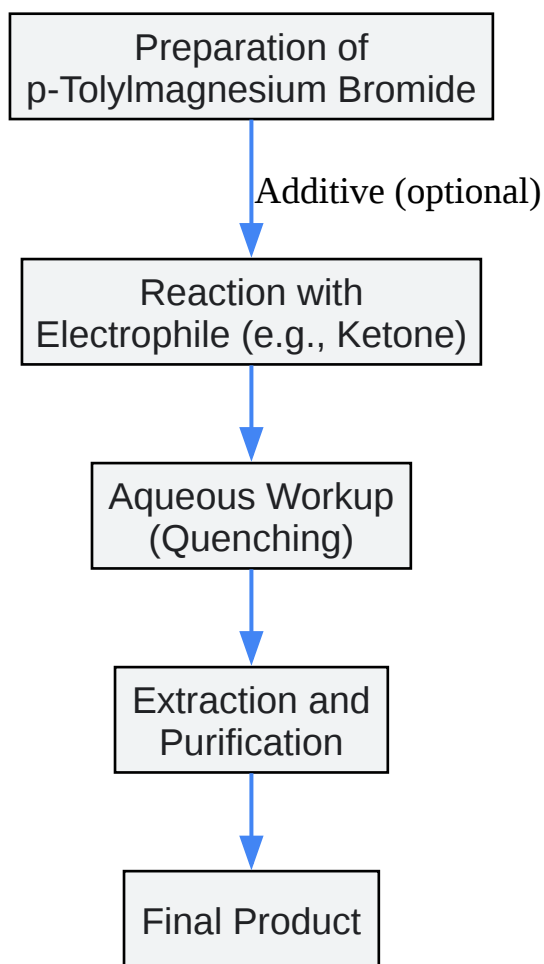 Preparation of
p-Tolylmagnesium Bromide
Additive (optional)
Reaction with
Electrophile (e.g., Ketone)
Aqueous Workup
(Quenching)
Extraction and
Purification
Final Product